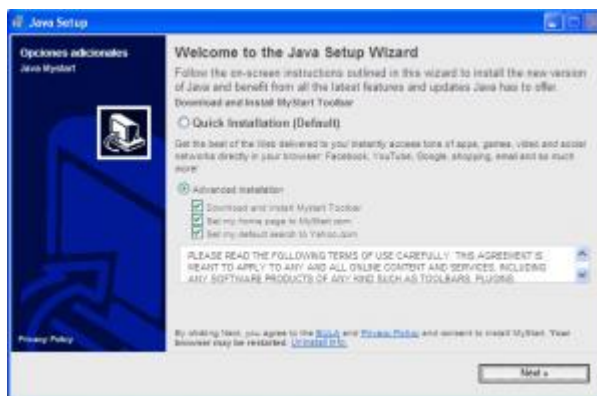 Java Setup
Opciones adicionales
Java Mystart
Welcome to the Java Setup Wizard
Follow the on-screen instructions outlined in this wizard to install the new version
of Java and benefit from all the latest features and updates Java has to offer.
Download and Install MyStart Toolbar
Quick Installation (Default)
Get the best of the Web delivered to you! Instantly access tons of apps, games, video and social
networks directly in your browser: Facebook, YouTube, Google, shopping, email and so much
more!
Advanced Installation
Download and install Mystart Toolbar
Set my home page to MyStart.com
Set my default search to Yahoo.com
PLEASE READ THE FOLLOWING TERMS OF USE CAREFULLY. THIS AGREEMENT IS
MEANT TO APPLY TO ANY AND ALL ONLINE CONTENT AND SERVICES, INCLUDING
ANY SOFTWARE PRODUCTS OF ANY KIND SUCH AS TOOLBARS, PLUGINS,
By clicking Next, you agree to the EULA and Privacy Policy and consent to install MyStart. Your
browser may be restarted. Uninstall Info.
Privacy Policy
Next »